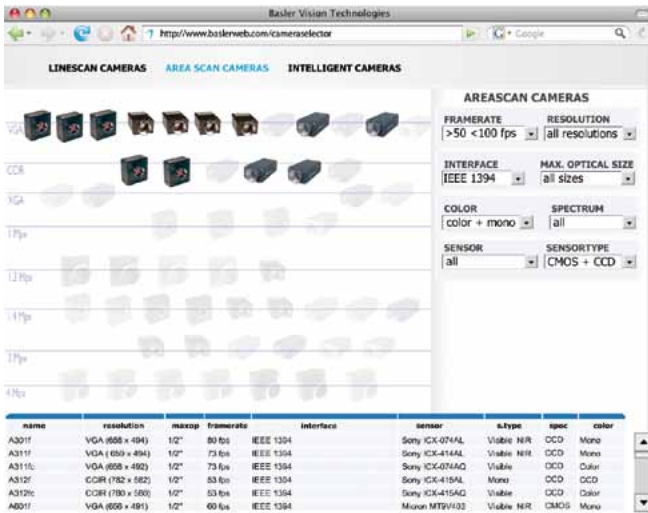 Basler Vision Technologies
http://www.baslerweb.com/cameraselector
Google
LINESCAN CAMERAS AREA SCAN CAMERAS INTELLIGENT CAMERAS
AREASCAN CAMERAS
FRAMERATE RESOLUTION
>50 <100 fps all resolutions
INTERFACE MAX. OPTICAL SIZE
IEEE 1394 all sizes
COLOR SPECTRUM
color + mono all
SENSOR SENSORTYPE
all CMOS + CCD
VGA
CCIR
XGA
1 Mpx
1.2 Mpx
1.4 Mpx
3 Mpx
4 Mpx
name resolution maxop framerate interface sensor s.type spec color
A301f VGA (658 x 494) 1/2" 80 fps IEEE 1394 Sony ICX-074AL Visible NIR CCD Mono
A311f VGA (659 x 494) 1/2" 73 fps IEEE 1394 Sony ICX-414AL Visible NIR CCD Mono
A311fc VGA (658 x 492) 1/2" 73 fps IEEE 1394 Sony ICX-074AQ Visible CCD Color
A312f CCIR (782 x 582) 1/2" 53 fps IEEE 1394 Sony ICX-415AL Mono CCD CCD
A312fc CCIR (780 x 580) 1/2" 53 fps IEEE 1394 Sony ICX-415AQ Visible CCD Color
A601f VGA (656 x 491) 1/2" 60 fps IEEE 1394 Micron MT9V403 Visible NIR CMOS Mono